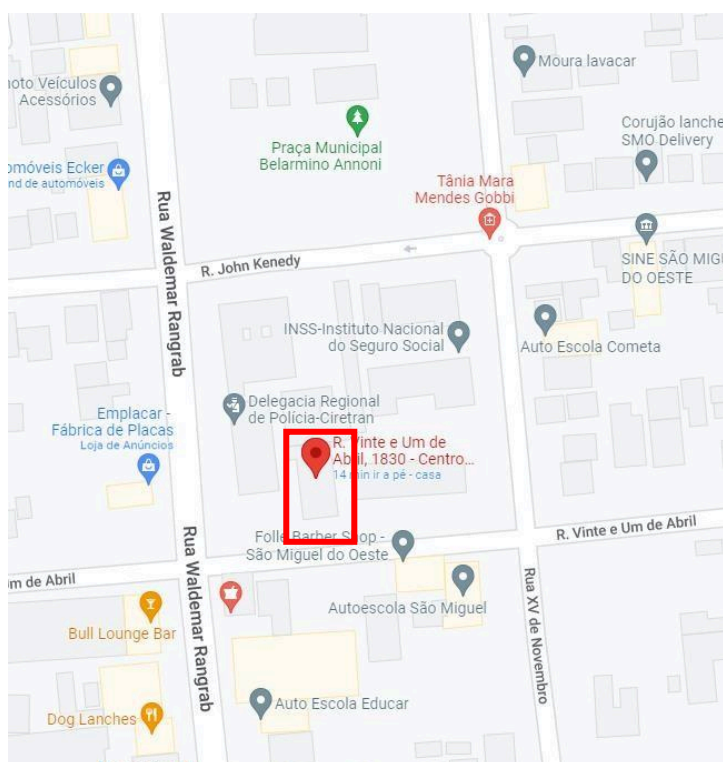 Moura lavacar
oto Veículos
Acessórios
Corujão lanche
SMO Delivery
Praça Municipal
Belarmino Annoni
omóveis Ecker
nd de automóveis
Tânia Mara
Mendes Gobbi
Rua Waldemar Rangrab
R. John Kenedy
SINE SÃO MIGU
DO OESTE
INSS-Instituto Nacional
do Seguro Social
Auto Escola Cometa
Delegacia Regional
de Polícia-Ciretran
Emplacar -
Fábrica de Placas
Loja de Anúncios
R. Vinte e Um de
Abril, 1830 - Centro...
14 min ir a pé - casa
Folle Barber Shop -
São Miguel do Oeste
R. Vinte e Um de Abril
Rua Waldemar Rangrab
m de Abril
Rua XV de Novembro
Autoescola São Miguel
Bull Lounge Bar
Auto Escola Educar
Dog Lanches